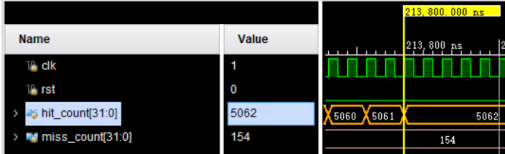 213,800.000 ns
Name Value 213,800 ns 2
clk 1
rst 0
hit_count[31:0] 5062 5060 5061 5062
miss_count[31:0] 154 154